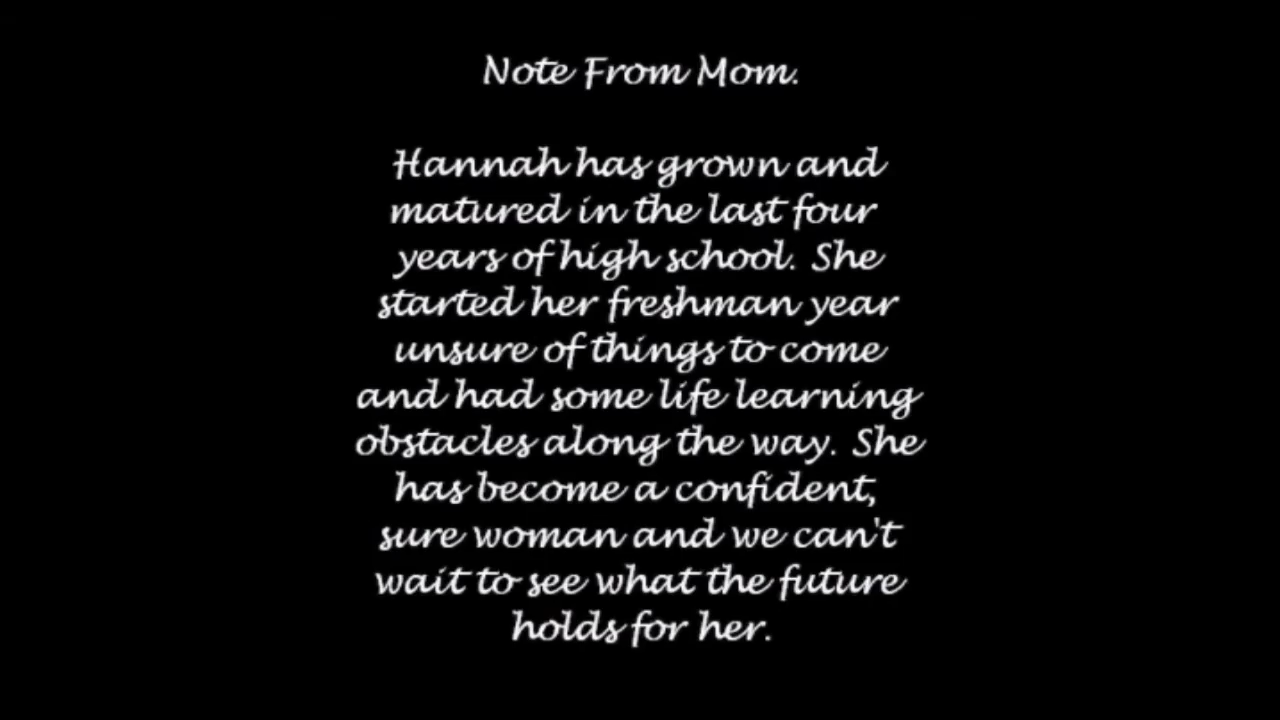 Note From Mom.
Hannah has grown and
matured in the last four
years of high school. She
started her freshman year
unsure of things to come
and had some life learning
obstacles along the way. She
has become a confident,
sure woman and we can't
wait to see what the future
holds for her.